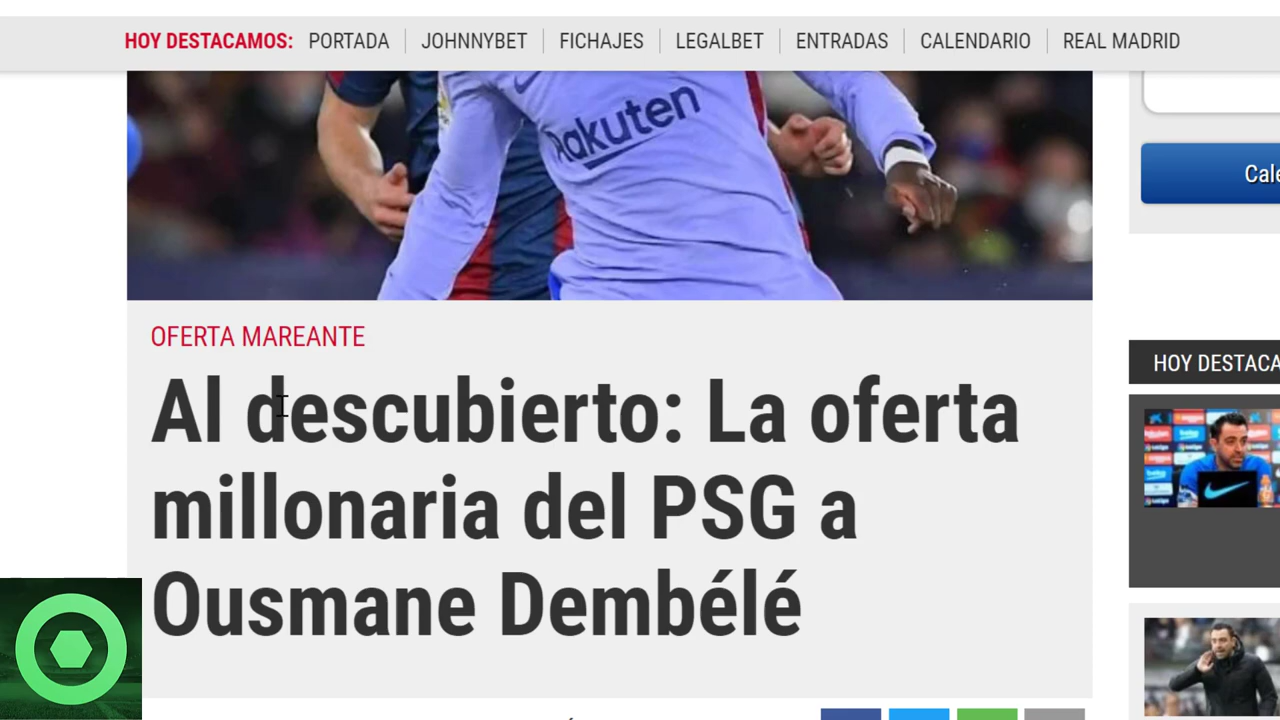 HOY DESTACAMOS: PORTADA JOHNNYBET FICHAJES LEGALBET ENTRADAS CALENDARIO REAL MADRID
Rakuten
Cale
OFERTA MAREANTE
Al descubierto: La oferta
millonaria del PSG a
Ousmane Dembélé
HOY DESTACA